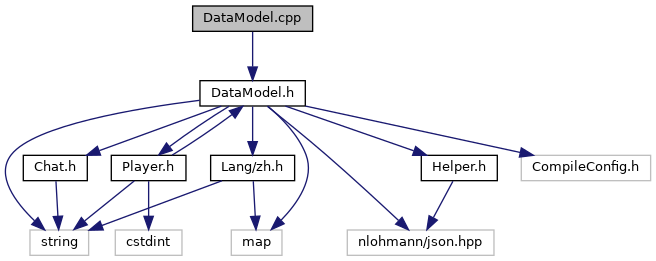 DataModel.cpp
DataModel.h
Chat.h
Player.h
Lang/zh.h
Helper.h
CompileConfig.h
string
cstdint
map
nlohmann/json.hpp